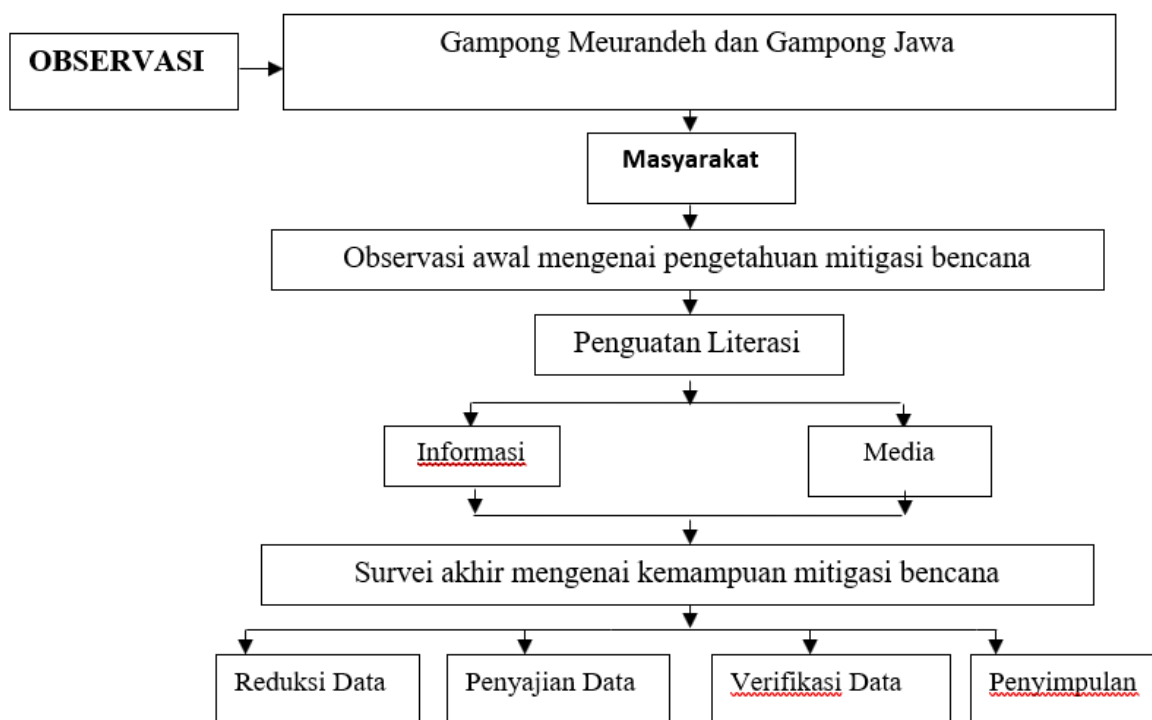 OBSERVASI
Gampong Meurandeh dan Gampong Jawa
Masyarakat
Observasi awal mengenai pengetahuan mitigasi bencana
Penguatan Literasi
Informasi
Media
Survei akhir mengenai kemampuan mitigasi bencana
Reduksi Data
Penyajian Data
Verifikasi Data
Penyimpulan